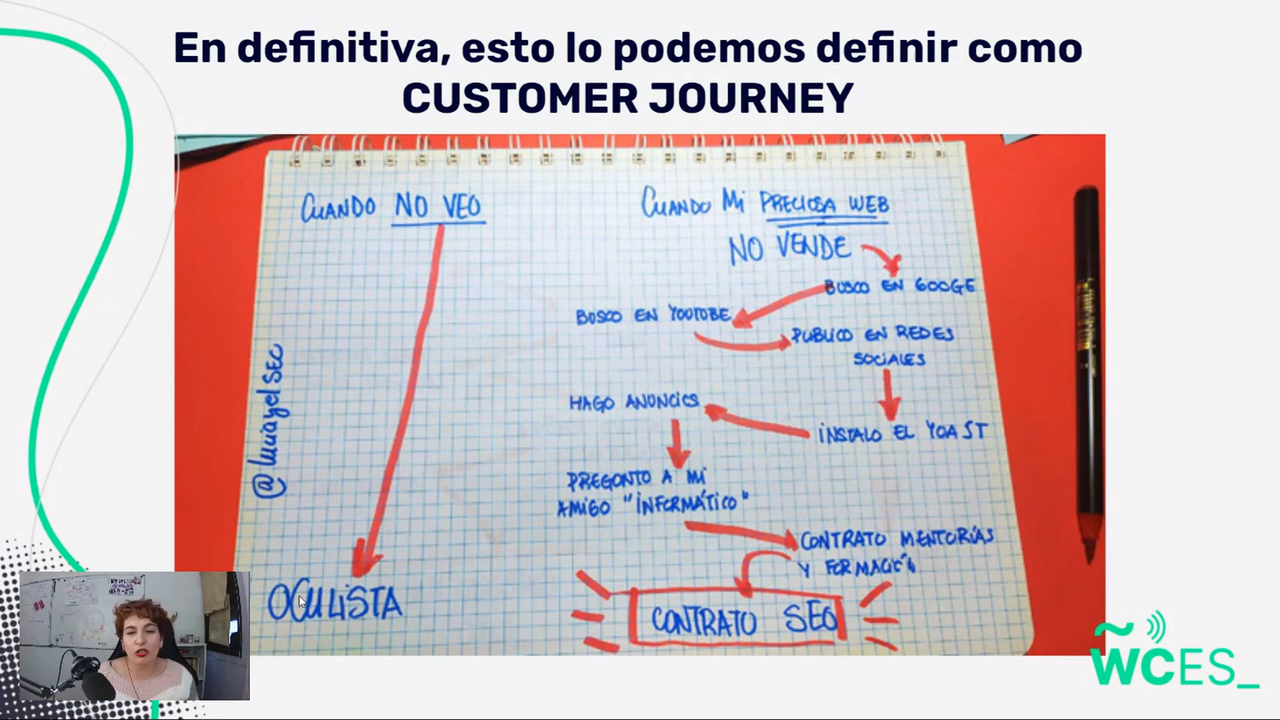 En definitiva, esto lo podemos definir como
CUSTOMER JOURNEY
CUANDO NO VEO
OCULISTA
@luciayelSEO
CUANDO Mi PRECIOSA WEB
NO VENDE
BUSCO EN GOOGE
BUSCO EN YOUTUBE
PUBLICO EN REDES
SOCIALES
iNSTALO EL YOAST
HAGO ANUNCIOS
PREGONTO A Mi
AMiGO "iNFORMÁTiCO"
CONTRATO MENTORíAS
Y FORMACiÓN
CONTRATO SEO
WCES_